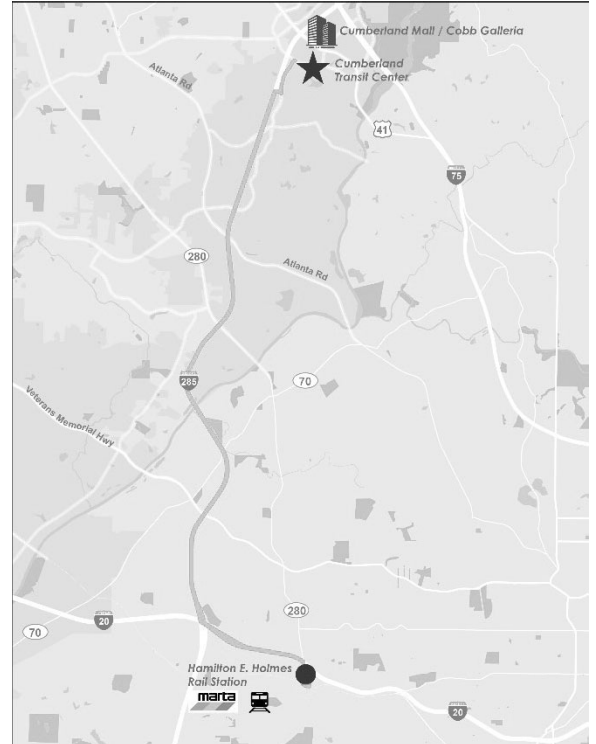 Cumberland Mall / Cobb Galleria
Cumberland
Transit Center
Atlanta Rd
41
75
280
Atlanta Rd
285
70
Veterans Memorial Hwy
280
20
70
Hamilton E. Holmes
Rail Station
marta
20